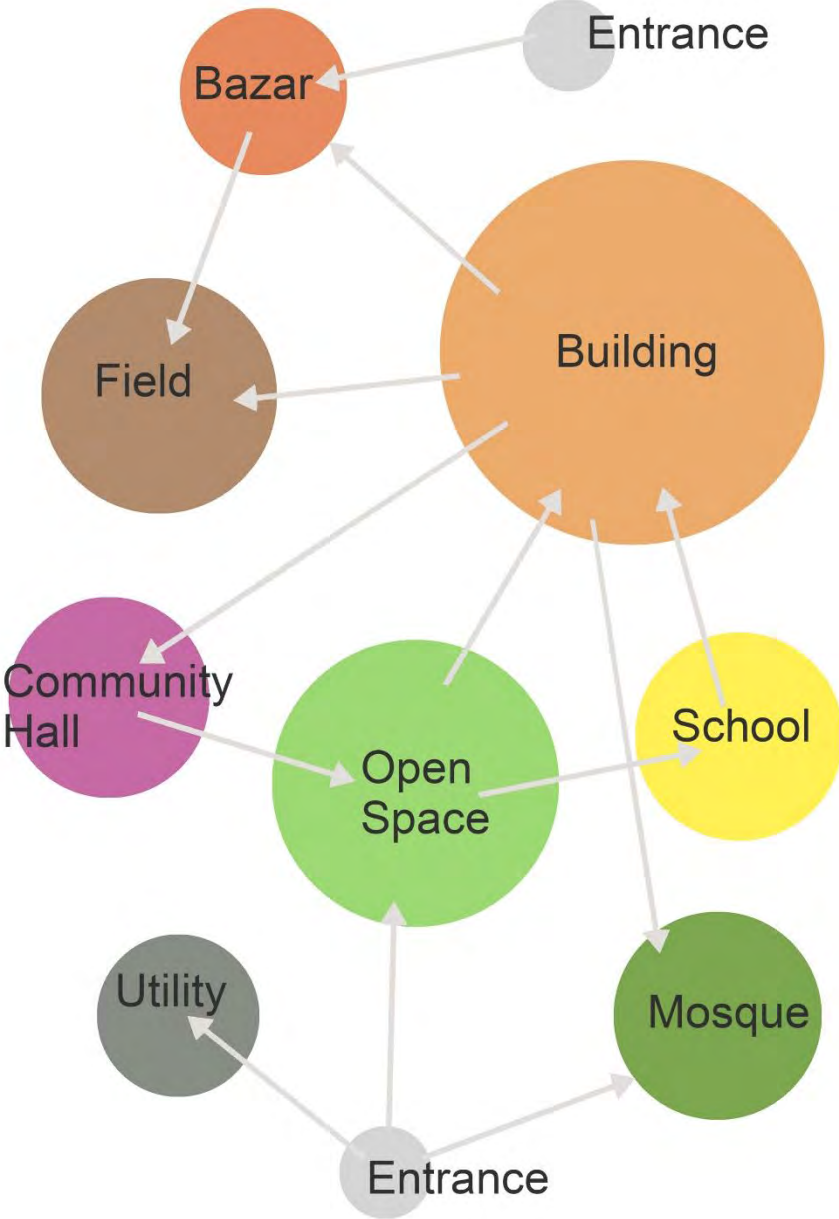 Entrance
Bazar
Building
Field
Community
Hall
School
Open
Space
Utility
Mosque
Entrance